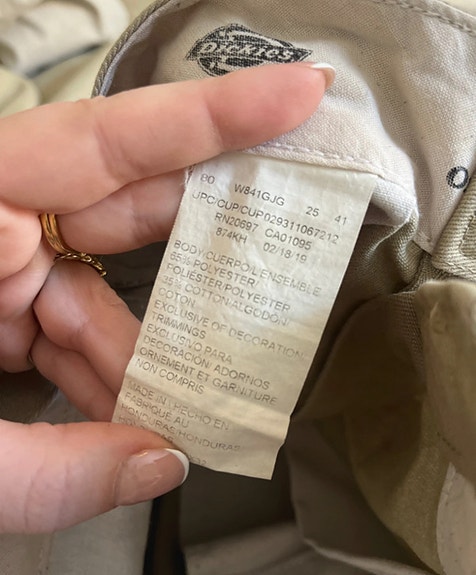 DICKIES
80 W841GJG 25 41
UPC/CUP/CUP029311067212
RN20697 CA01095
874KH 02/18/19
BODY/CUERPO/L'ENSEMBLE
65% POLYESTER/
POLIESTER/POLYESTER
35% COTTON/ALGODON/
COTON
EXCLUSIVE OF DECORATION/
TRIMMINGS
EXCLUSIVO PARA
DECORACION/ ADORNOS
ORNEMENT ET GARNITURE
NON COMPRIS
MADE IN / HECHO EN
FABRIQUE AU
HONDURAS/HONDURAS